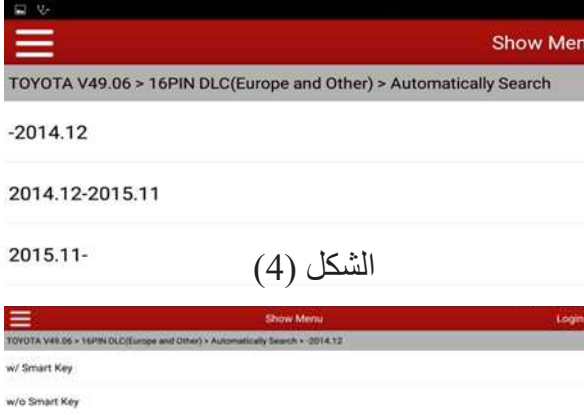 Show Men
TOYOTA V49.06 > 16PIN DLC(Europe and Other) > Automatically Search
-2014.12
2014.12-2015.11
2015.11-
الشكل (4)
Show Menu Login
TOYOTA V49.06 > 16PIN DLC(Europe and Other) > Automatically Search > -2014.12
w/ Smart Key
w/o Smart Key